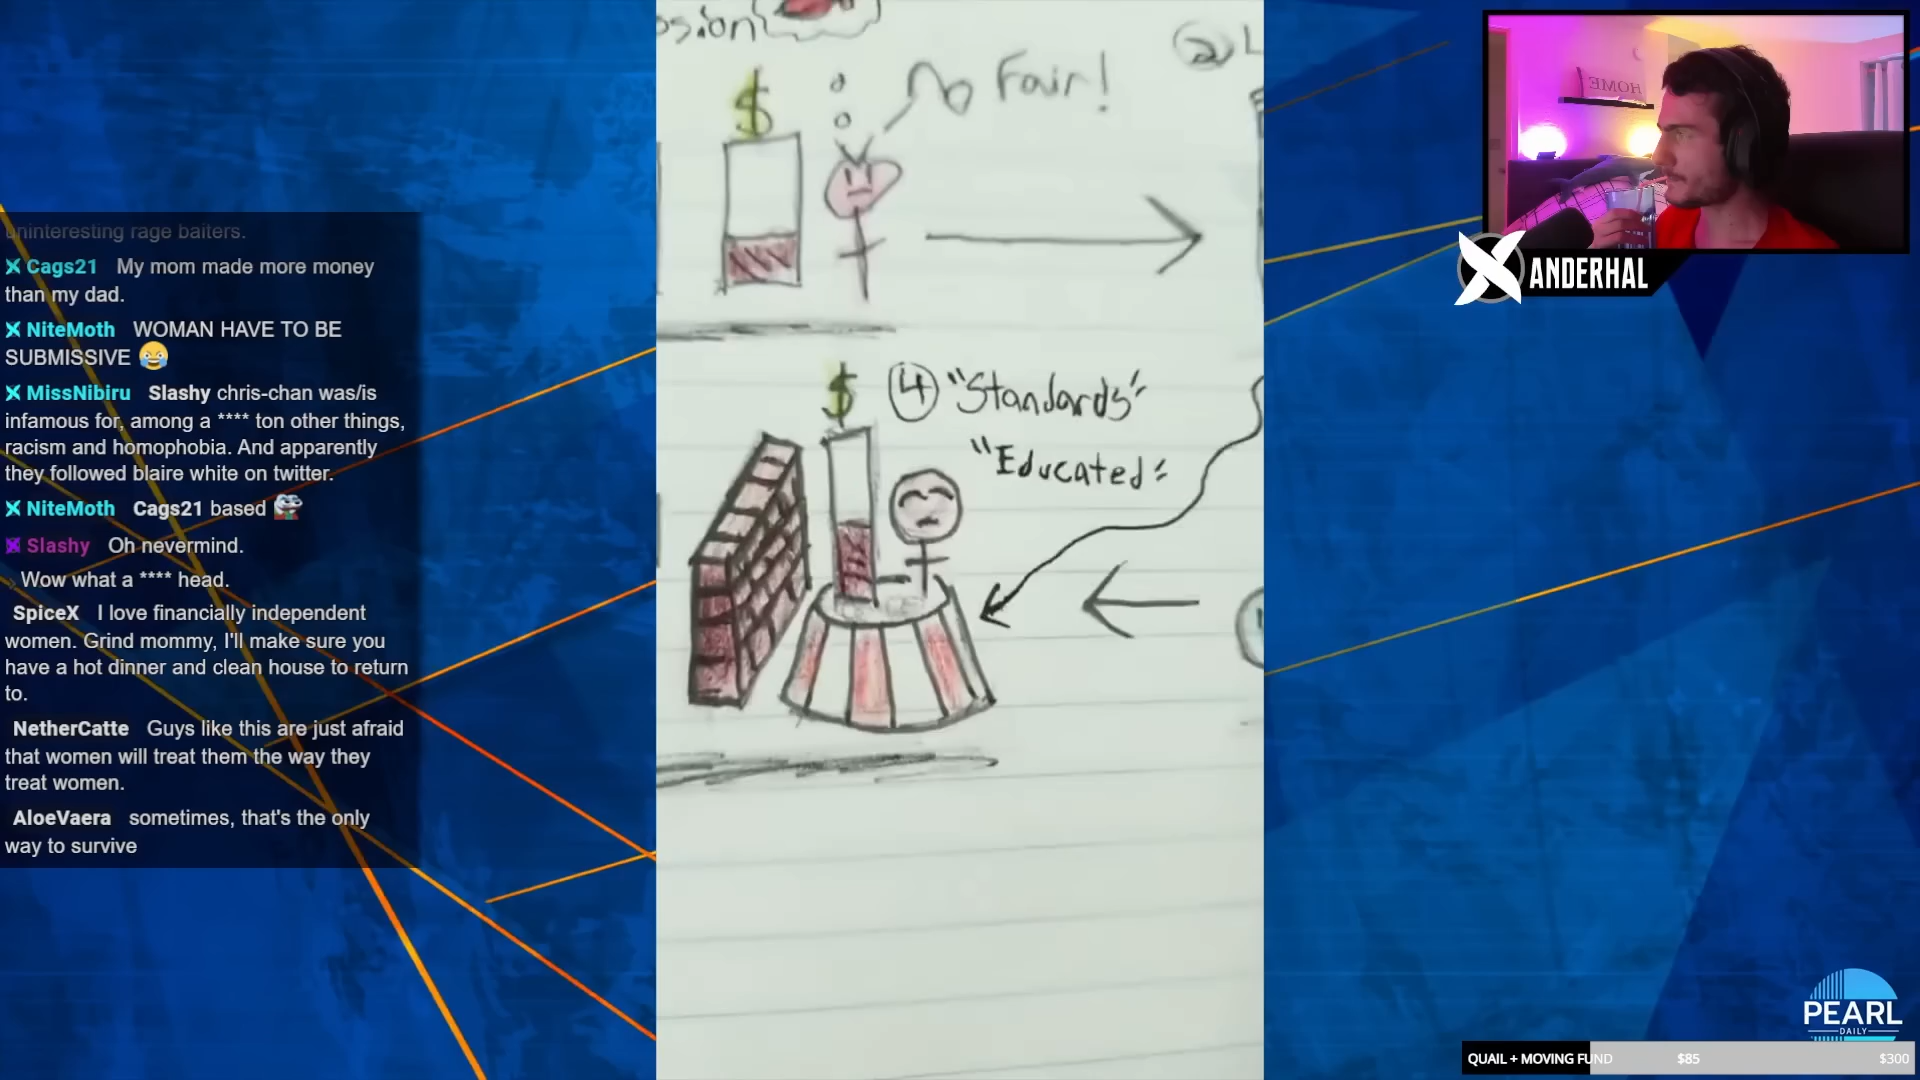 uninteresting rage baiters.
Cags21 My mom made more money
than my dad.
NiteMoth WOMAN HAVE TO BE
SUBMISSIVE 😂
MissNibiru Slashy chris-chan was/is
infamous for, among a **** ton other things,
racism and homophobia. And apparently
they followed blaire white on twitter.
NiteMoth Cags21 based
Slashy Oh nevermind.
Wow what a **** head.
SpiceX I love financially independent
women. Grind mommy, I'll make sure you
have a hot dinner and clean house to return
to.
NetherCatte Guys like this are just afraid
that women will treat them the way they
treat women.
AloeVaera sometimes, that's the only
way to survive
$
No Fair!
2
$
4 "Standards"
"Educated"
HOME
XANDERHAL
PEARL
DAILY
QUAIL + MOVING FUND $85 $300